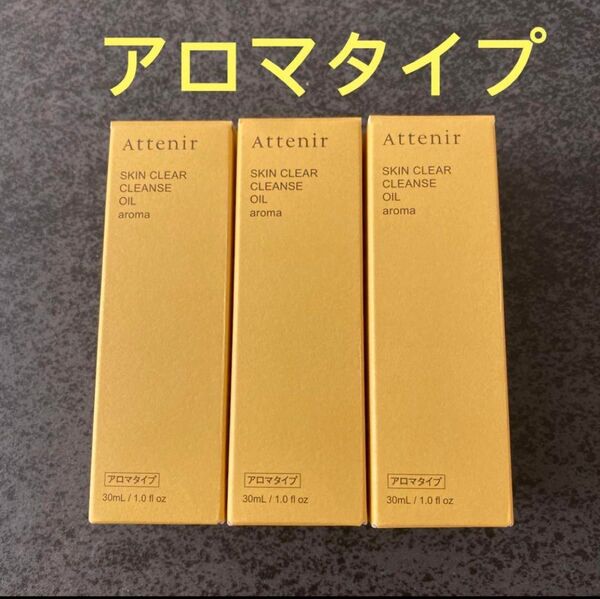 アロマタイプ
Attenir
SKIN CLEAR
CLEANSE
OIL
aroma
アロマタイプ
30mL / 1.0 fl oz
Attenir
SKIN CLEAR
CLEANSE
OIL
aroma
アロマタイプ
30mL / 1.0 fl oz
Attenir
SKIN CLEAR
CLEANSE
OIL
aroma
アロマタイプ
30mL / 1.0 fl oz